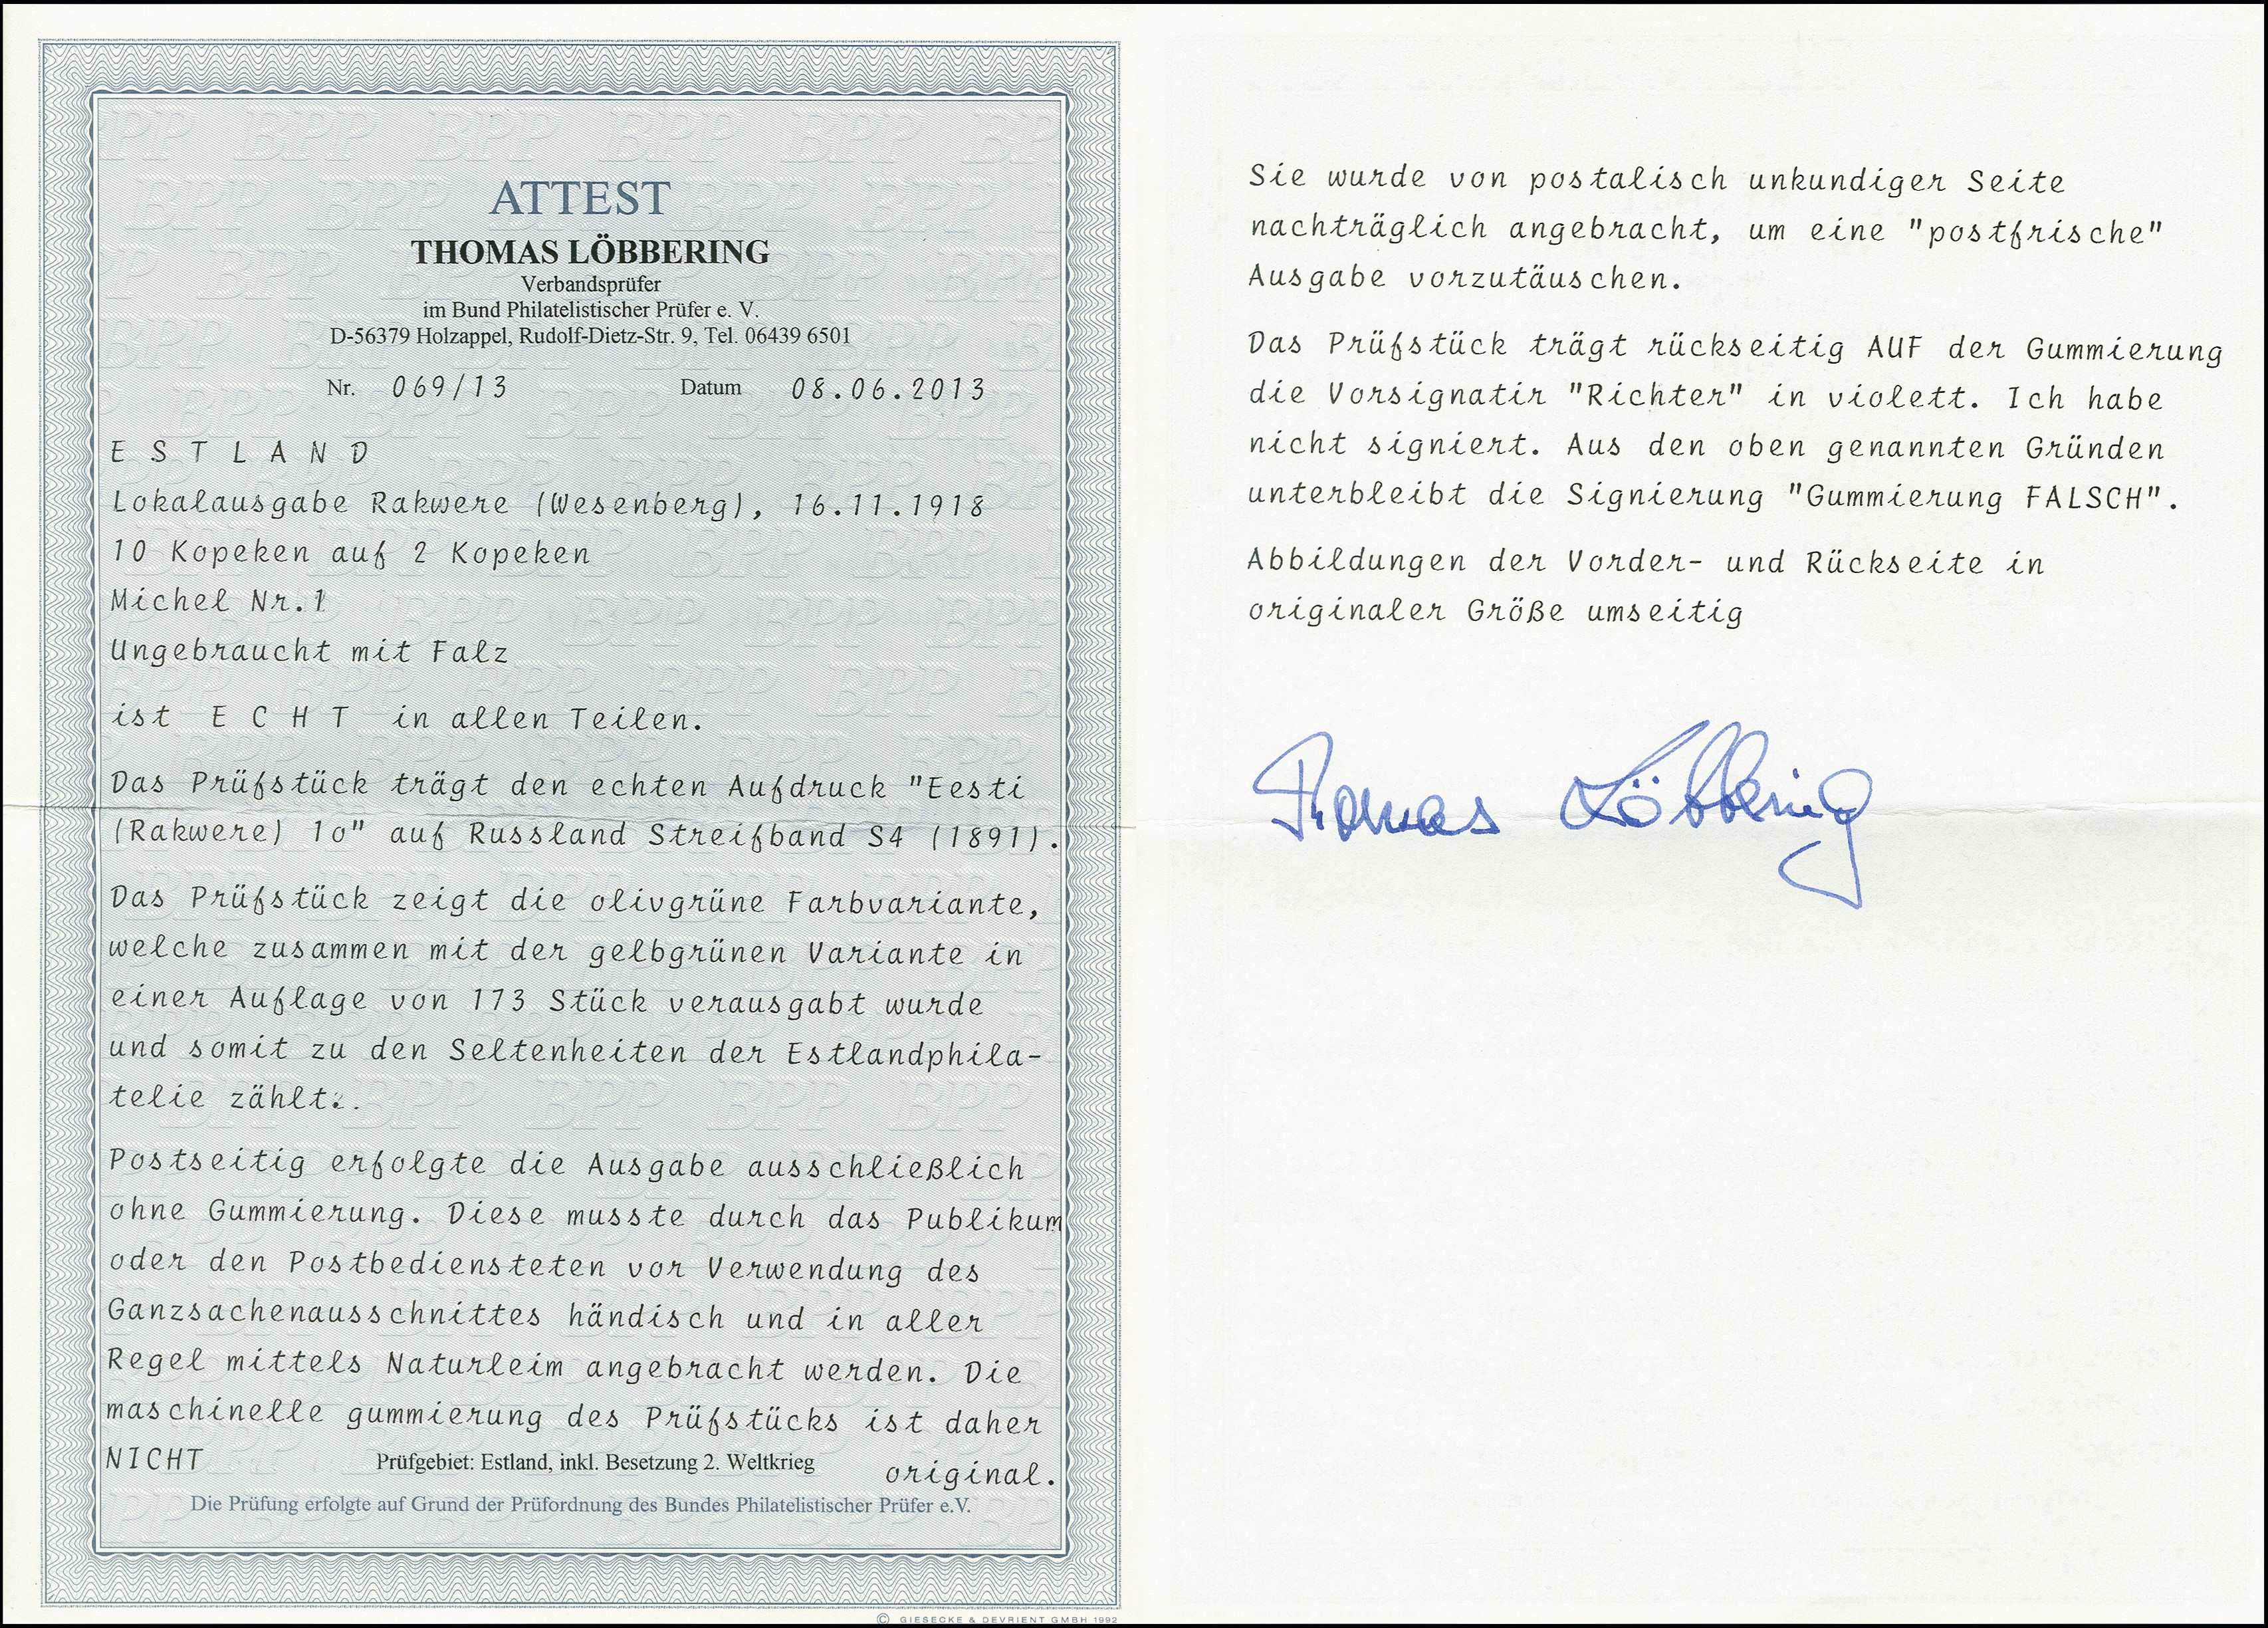 ATTEST
THOMAS LÖBBERING
Verbandsprüfer
im Bund Philatelistischer Prüfer e. V.
D-56379 Holzappel, Rudolf-Dietz-Str. 9, Tel. 06439 6501
Nr. 069/13 Datum 08.06.2013
E S T L A N D
Lokalausgabe Rakwere (Wesenberg), 16.11.1918
10 Kopeken auf 2 Kopeken
Michel Nr.1
Ungebraucht mit Falz
ist E C H T in allen Teilen.
Das Prüfstück trägt den echten Aufdruck "Eesti
(Rakwere) 1o" auf Russland Streifband S4 (1891).
Das Prüfstück zeigt die olivgrüne Farbvariante,
welche zusammen mit der gelbgrünen Variante in
einer Auflage von 173 Stück verausgabt wurde
und somit zu den Seltenheiten der Estlandphila-
telie zählt..
Postseitig erfolgte die Ausgabe ausschließlich
ohne Gummierung. Diese musste durch das Publikum
oder den Postbediensteten vor Verwendung des
Ganzsachenausschnittes händisch und in aller
Regel mittels Naturleim angebracht werden. Die
maschinelle gummierung des Prüfstücks ist daher
NICHT original.
Prüfgebiet: Estland, inkl. Besetzung 2. Weltkrieg
Die Prüfung erfolgte auf Grund der Prüfordnung des Bundes Philatelistischer Prüfer e.V.
© GIESECKE & DEVRIENT GMBH 1992
Sie wurde von postalisch unkundiger Seite
nachträglich angebracht, um eine "postfrische"
Ausgabe vorzutäuschen.
Das Prüfstück trägt rückseitig AUF der Gummierung
die Vorsignatir "Richter" in violett. Ich habe
nicht signiert. Aus den oben genannten Gründen
unterbleibt die Signierung "Gummierung FALSCH".
Abbildungen der Vorder- und Rückseite in
originaler Größe umseitig
Thomas Löbbering